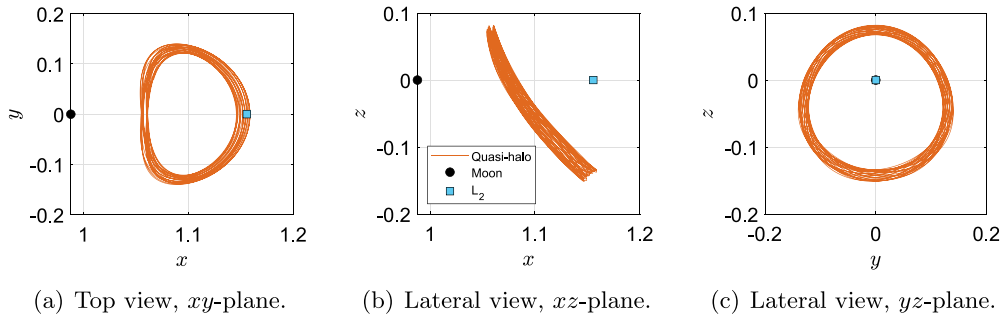 0.2
0.1
0
-0.1
-0.2
y
1
1.1
1.2
x
0.1
0
-0.1
0.2
z
Quasi-halo
Moon
L2
1
1.1
1.2
x
0.1
0
-0.1
0.2
z
-0.2
0
0.2
y
(a) Top view, xy-plane.
(b) Lateral view, xz-plane.
(c) Lateral view, yz-plane.